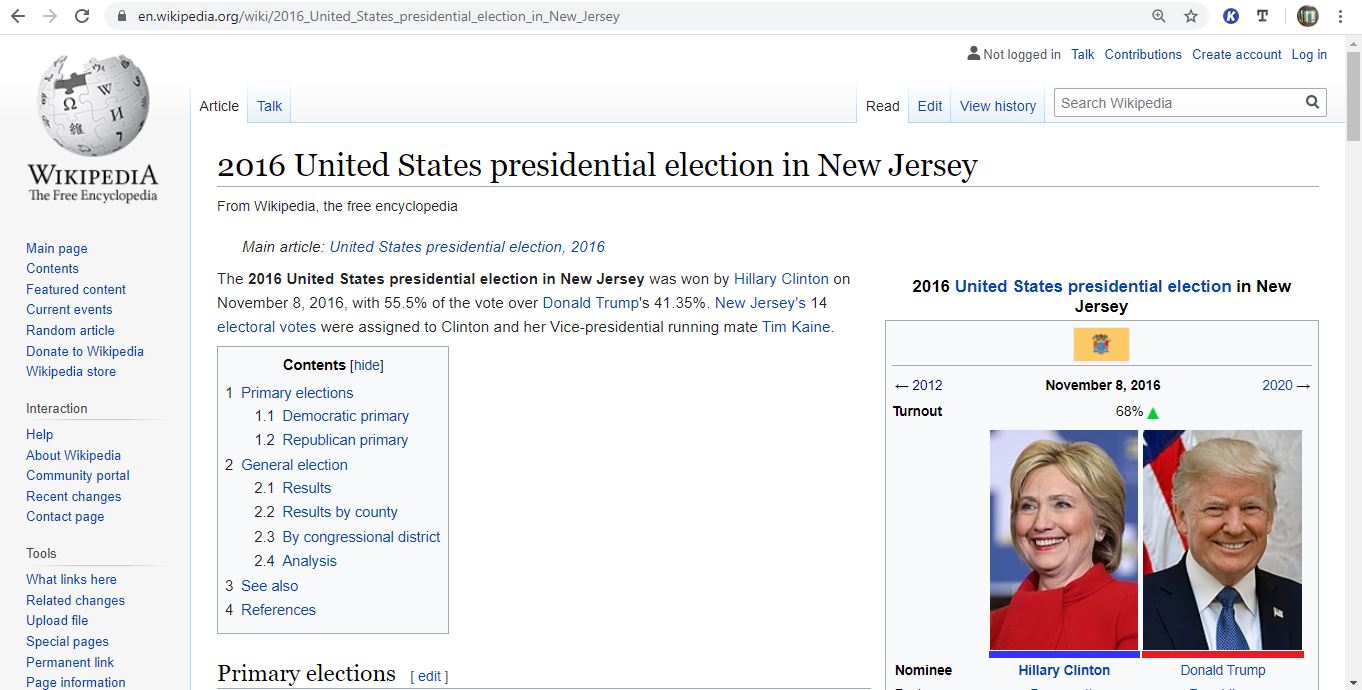 en.wikipedia.org/wiki/2016_United_States_presidential_election_in_New_Jersey
K T
Not logged in Talk Contributions Create account Log in
Article Talk Read Edit View history Search Wikipedia
Ω W И 維
WIKIPEDIA
The Free Encyclopedia
Main page
Contents
Featured content
Current events
Random article
Donate to Wikipedia
Wikipedia store
Interaction
Help
About Wikipedia
Community portal
Recent changes
Contact page
Tools
What links here
Related changes
Upload file
Special pages
Permanent link
Page information
2016 United States presidential election in New Jersey
From Wikipedia, the free encyclopedia
Main article: United States presidential election, 2016
The 2016 United States presidential election in New Jersey was won by Hillary Clinton on
November 8, 2016, with 55.5% of the vote over Donald Trump's 41.35%. New Jersey's 14
electoral votes were assigned to Clinton and her Vice-presidential running mate Tim Kaine.
Contents [hide]
1 Primary elections
1.1 Democratic primary
1.2 Republican primary
2 General election
2.1 Results
2.2 Results by county
2.3 By congressional district
2.4 Analysis
3 See also
4 References
Primary elections [ edit ]
2016 United States presidential election in New
Jersey
← 2012 November 8, 2016 2020 →
Turnout 68% ▲
Nominee Hillary Clinton Donald Trump